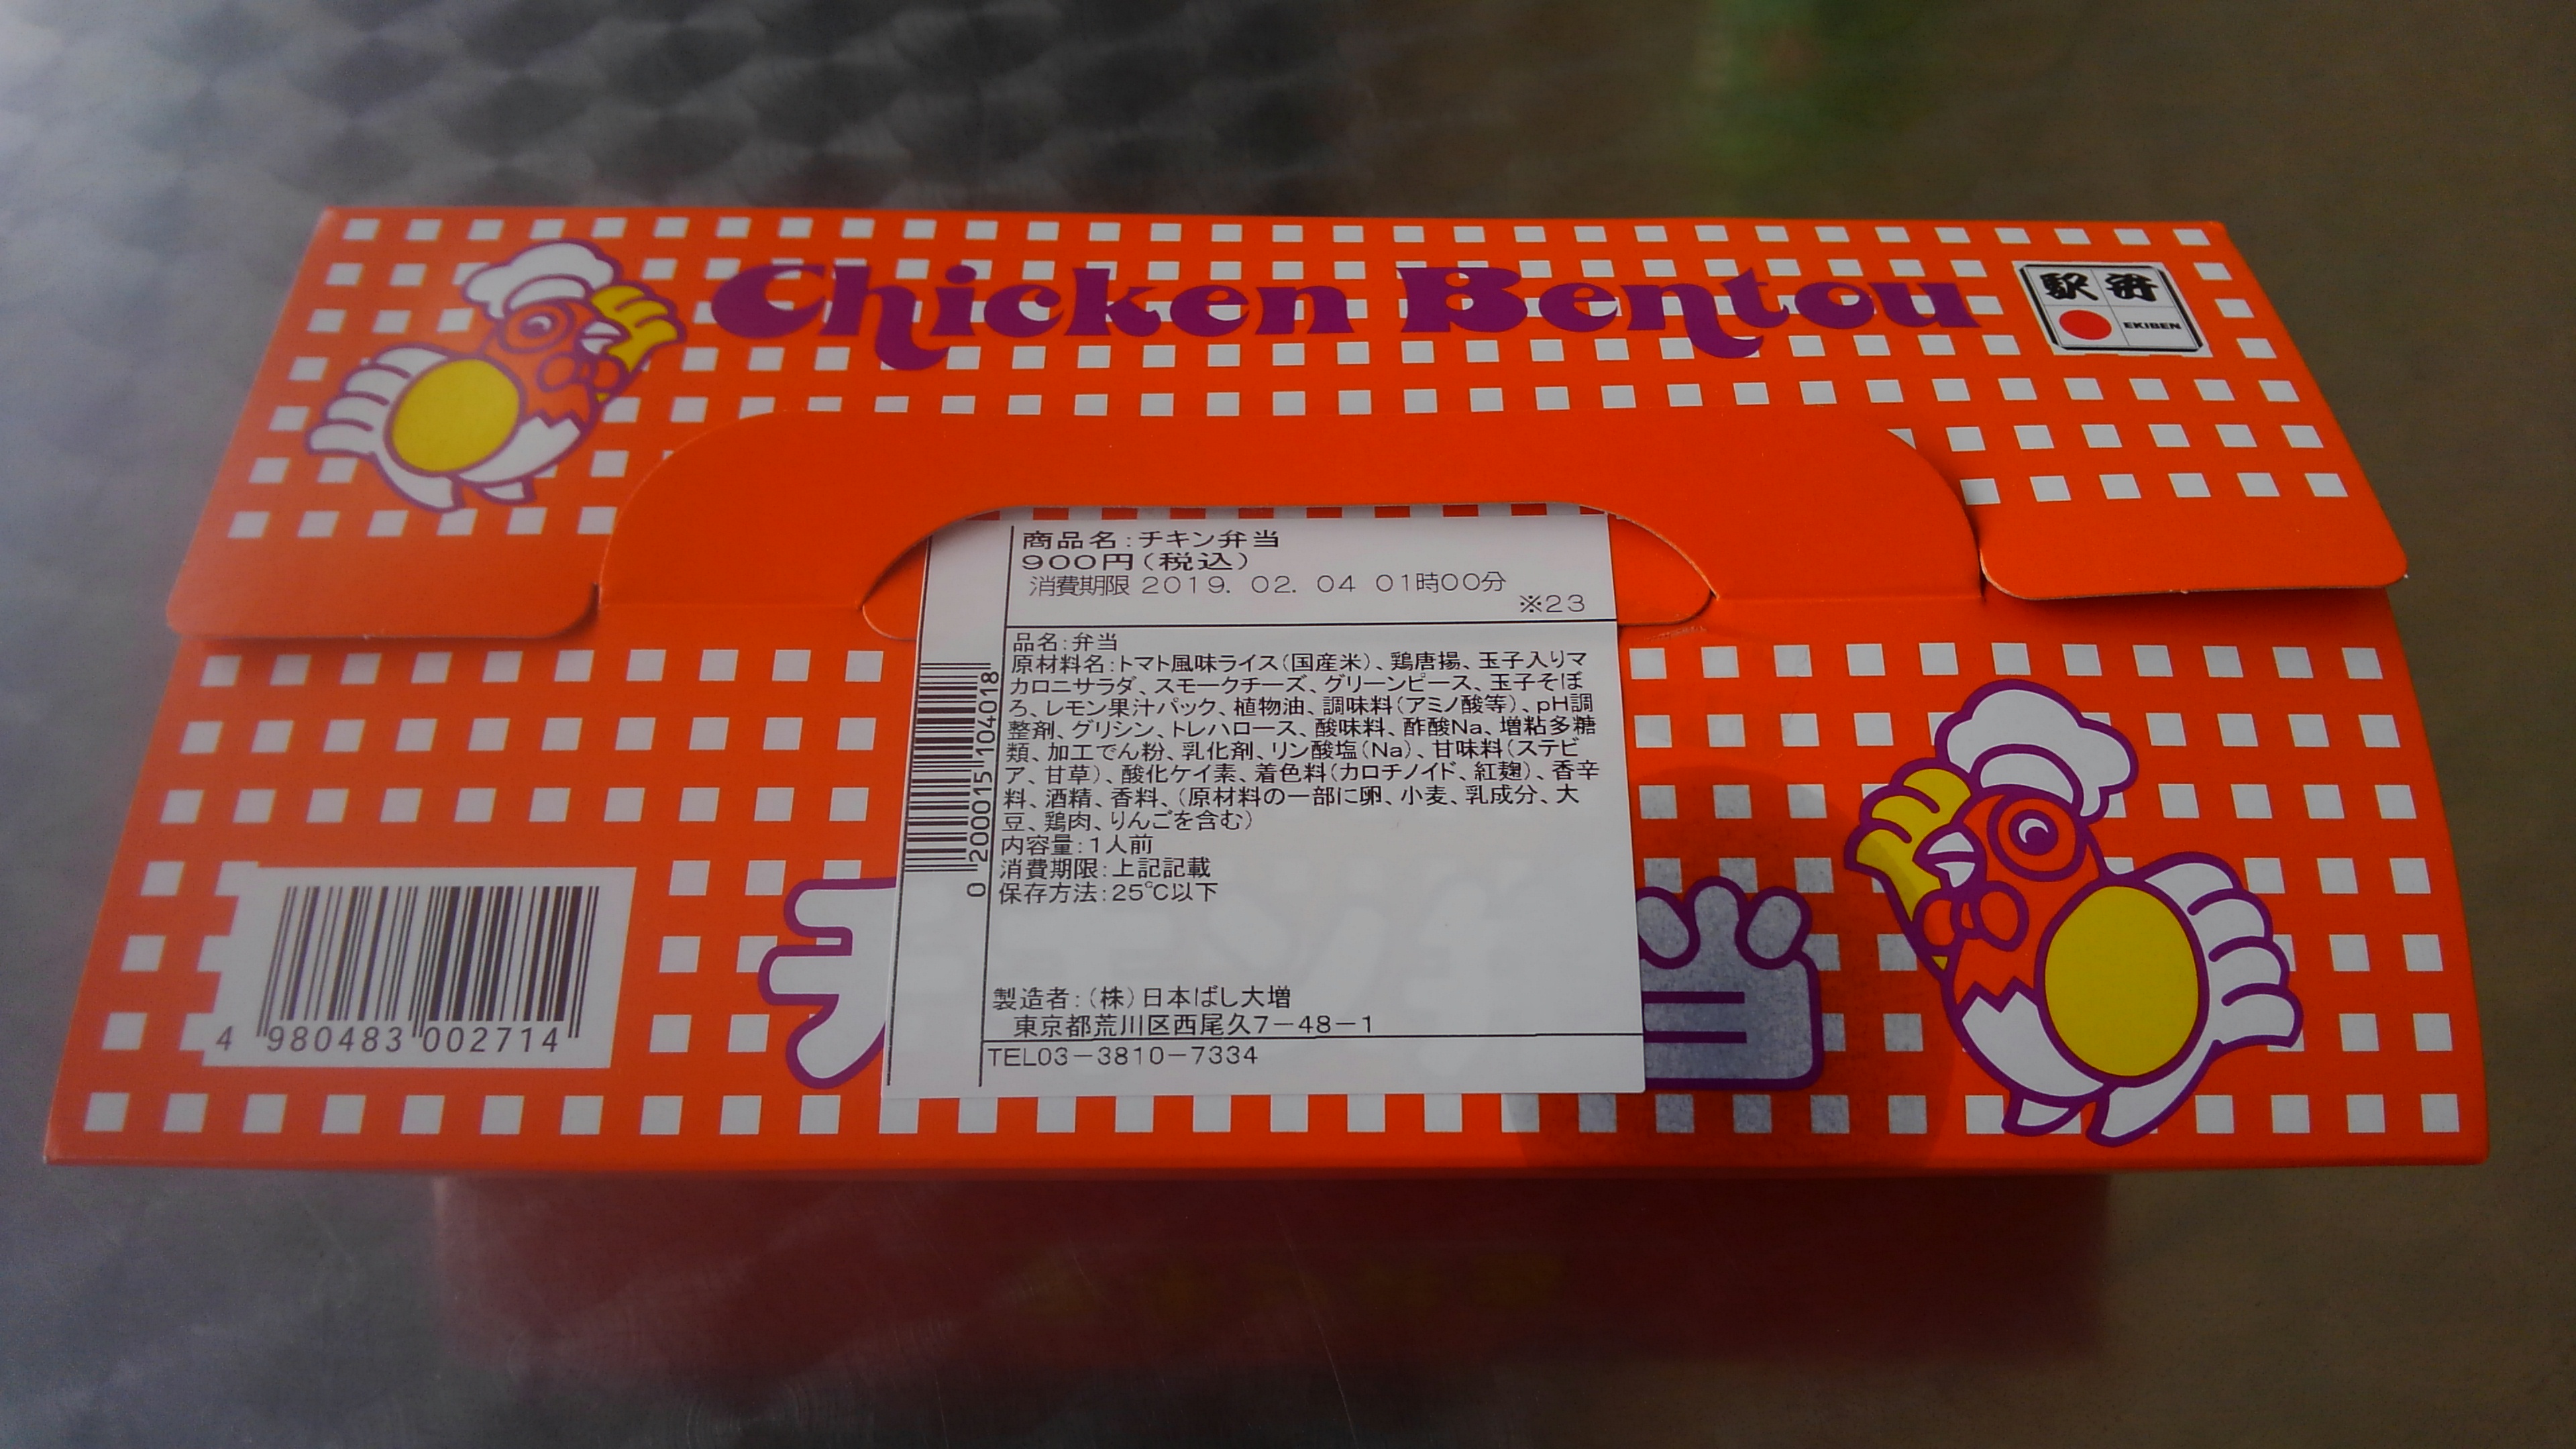 Chicken Bentou
駅弁
EKIBEN
商品名:チキン弁当
900円(税込)
消費期限 2019. 02. 04 01時00分
※23
品名:弁当
原材料名:トマト風味ライス(国産米)、鶏唐揚、玉子入りマ
カロニサラダ、スモークチーズ、グリーンピース、玉子そぼ
ろ、レモン果汁パック、植物油、調味料(アミノ酸等)、pH調
整剤、グリシン、トレハロース、酸味料、酢酸Na、増粘多糖
類、加工でん粉、乳化剤、リン酸塩(Na)、甘味料(ステビ
ア、甘草)、酸化ケイ素、着色料(カロチノイド、紅麹)、香辛
料、酒精、香料、(原材料の一部に卵、小麦、乳成分、大
豆、鶏肉、りんごを含む)
内容量:1人前
消費期限:上記記載
保存方法:25℃以下
製造者:(株)日本ばし大増
東京都荒川区西尾久7-48-1
TEL03-3810-7334
0 200015 104018
4 980483 002714
チキン弁当